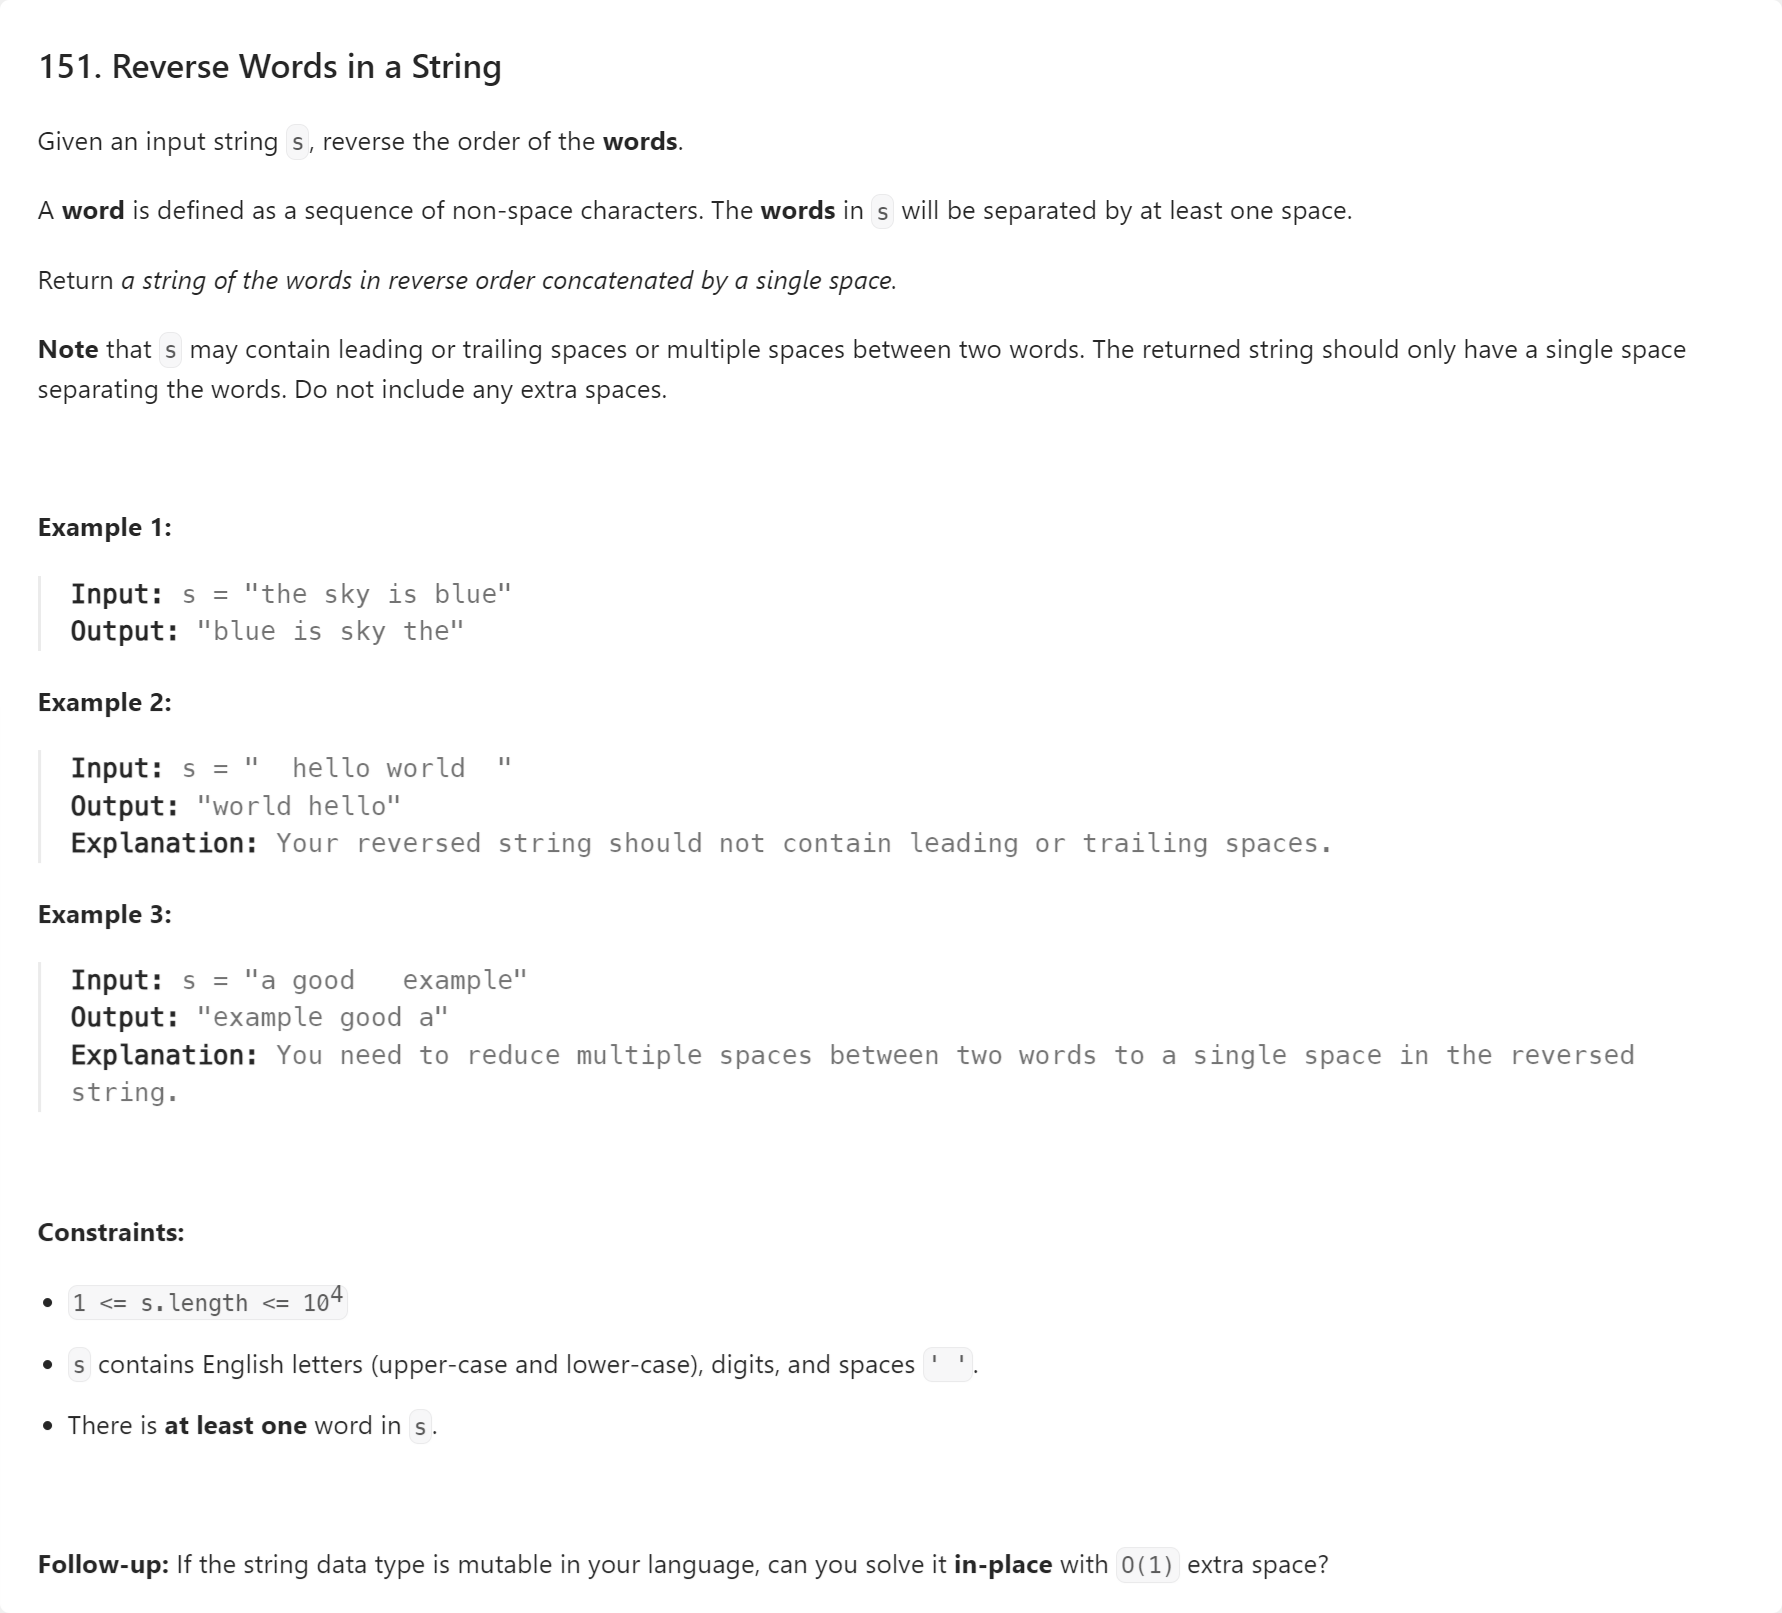 151. Reverse Words in a String
Given an input string s, reverse the order of the words.
A word is defined as a sequence of non-space characters. The words in s will be separated by at least one space.
Return a string of the words in reverse order concatenated by a single space.
Note that s may contain leading or trailing spaces or multiple spaces between two words. The returned string should only have a single space
separating the words. Do not include any extra spaces.
Example 1:
Input: s = "the sky is blue"
Output: "blue is sky the"
Example 2:
Input: s = "  hello world  "
Output: "world hello"
Explanation: Your reversed string should not contain leading or trailing spaces.
Example 3:
Input: s = "a good   example"
Output: "example good a"
Explanation: You need to reduce multiple spaces between two words to a single space in the reversed
string.
Constraints:
• 1 <= s.length <= 10⁴
• s contains English letters (upper-case and lower-case), digits, and spaces ' '.
• There is at least one word in s.
Follow-up: If the string data type is mutable in your language, can you solve it in-place with O(1) extra space?